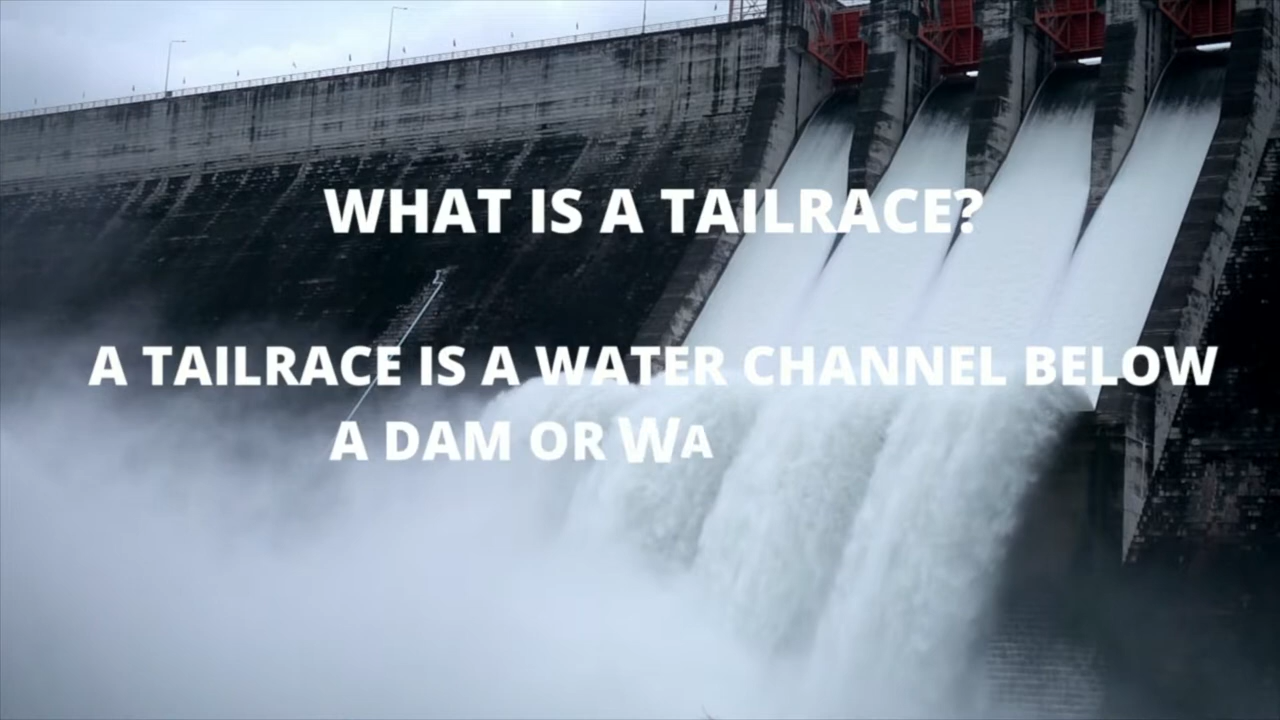 WHAT IS A TAILRACE?
A TAILRACE IS A WATER CHANNEL BELOW
A DAM OR WA